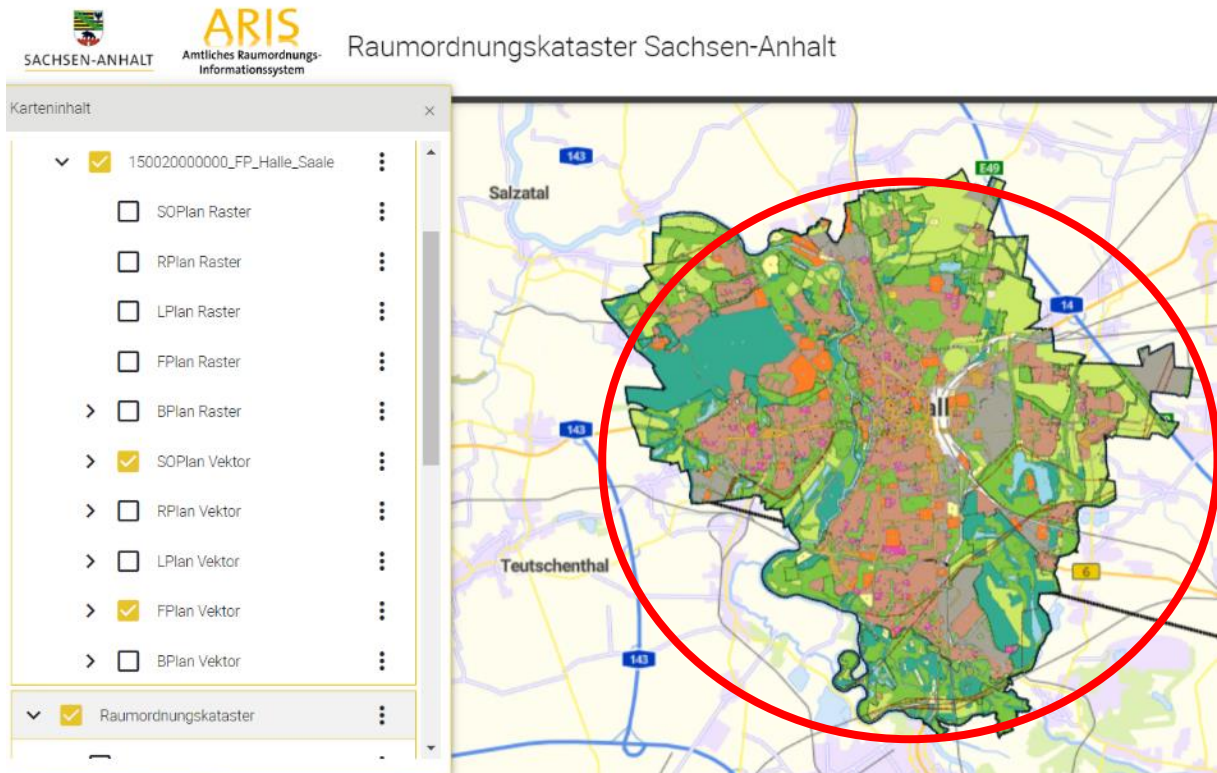 SACHSEN-ANHALT
ARIS
Amtliches Raumordnungs-
Informationssystem
Raumordnungskataster Sachsen-Anhalt
Karteninhalt
150020000000_FP_Halle_Saale
SOPlan Raster
RPlan Raster
LPlan Raster
FPlan Raster
BPlan Raster
SOPlan Vektor
RPlan Vektor
LPlan Vektor
FPlan Vektor
BPlan Vektor
Raumordnungskataster
143
E49
Salzatal
14
all
143
Teutschenthal
6
143